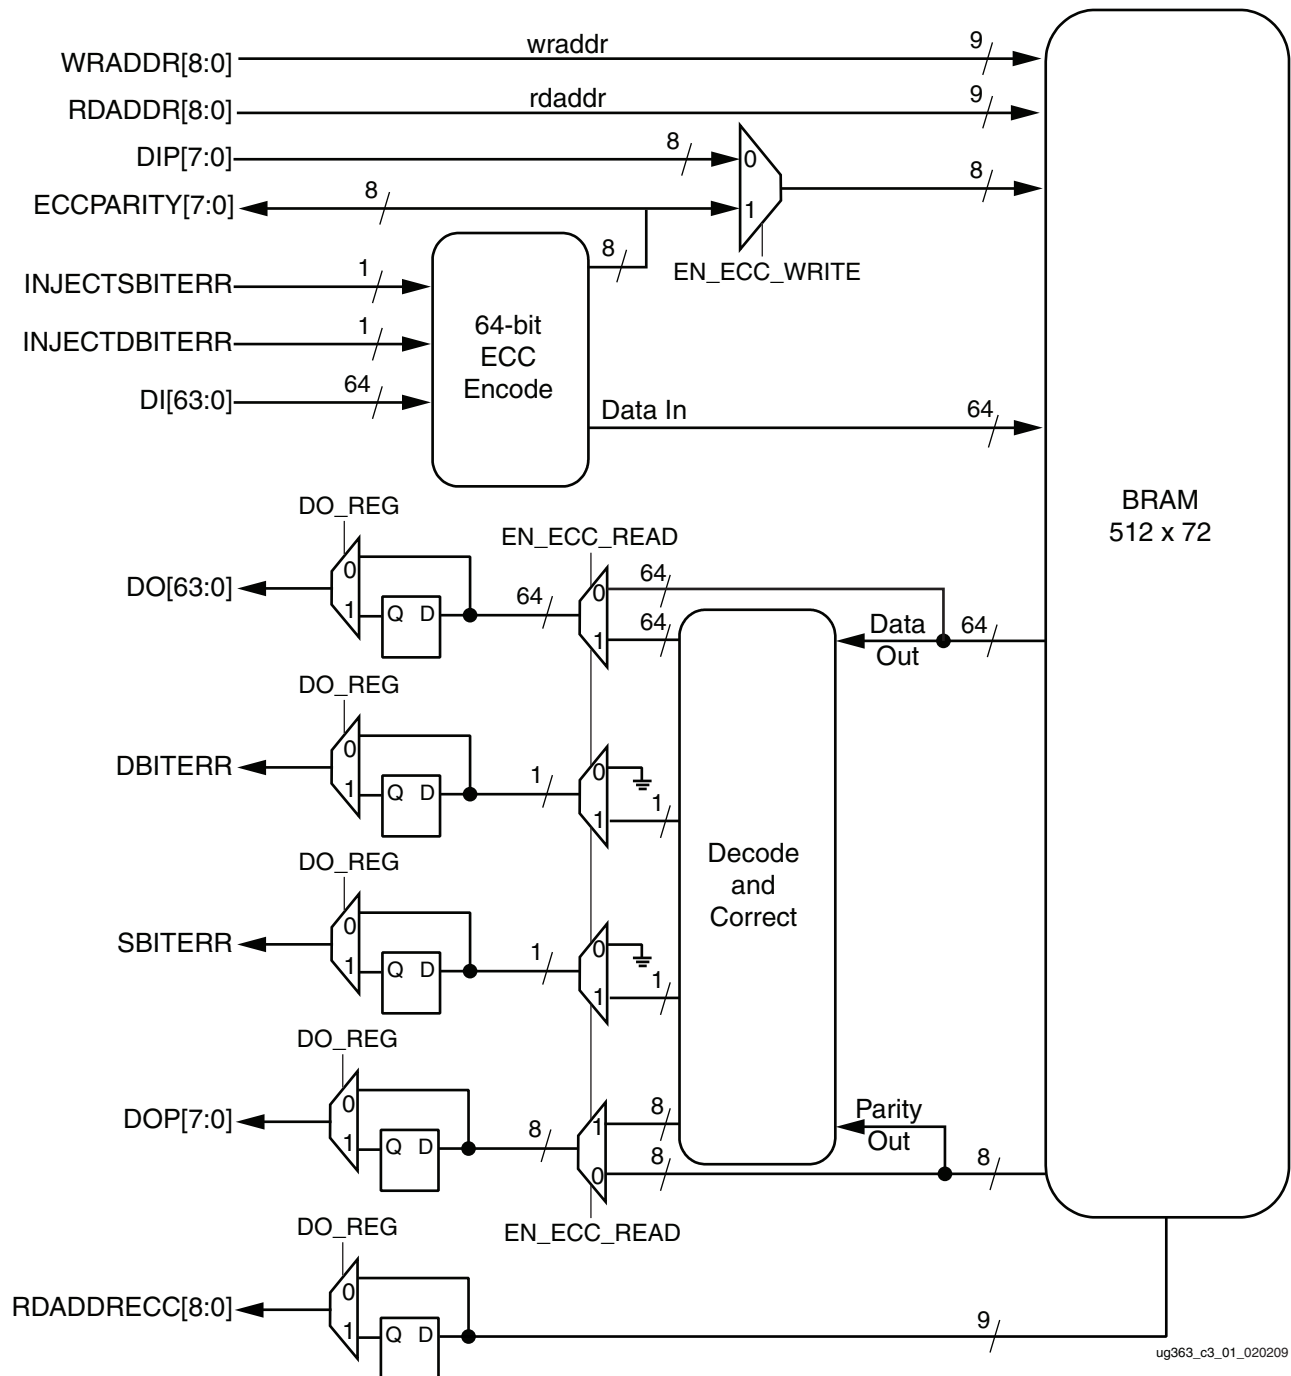 wraddr
9
WRADDR[8:0]
rdaddr
9
RDADDR[8:0]
DIP[7:0]
8
0
8
ECCPARITY[7:0]
8
1
8
EN_ECC_WRITE
INJECTSBITERR
1
INJECTDBITERR
1
64-bit
ECC
Encode
DI[63:0]
64
Data In
64
BRAM
512 x 72
DO_REG
EN_ECC_READ
0
DO[63:0]
1
Q D
64
0
64
1
64
Data
Out
64
DO_REG
0
DBITERR
1
Q D
1
0
1
1
Decode
and
Correct
DO_REG
0
SBITERR
1
Q D
1
0
1
1
DO_REG
0
DOP[7:0]
1
Q D
8
1
8
0
8
Parity
Out
8
EN_ECC_READ
DO_REG
0
RDADDRECC[8:0]
1
Q D
9
ug363_c3_01_020209